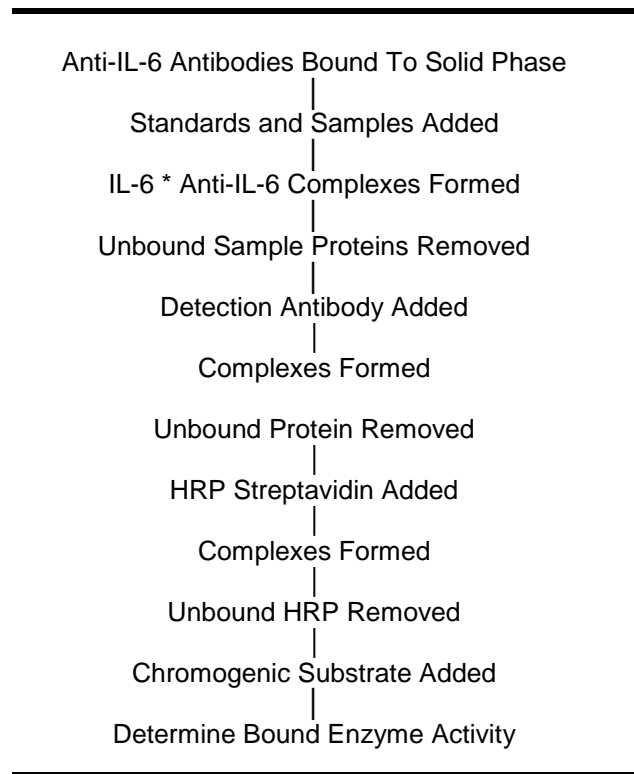 Anti-IL-6 Antibodies Bound To Solid Phase
Standards and Samples Added
IL-6 * Anti-IL-6 Complexes Formed
Unbound Sample Proteins Removed
Detection Antibody Added
Complexes Formed
Unbound Protein Removed
HRP Streptavidin Added
Complexes Formed
Unbound HRP Removed
Chromogenic Substrate Added
Determine Bound Enzyme Activity